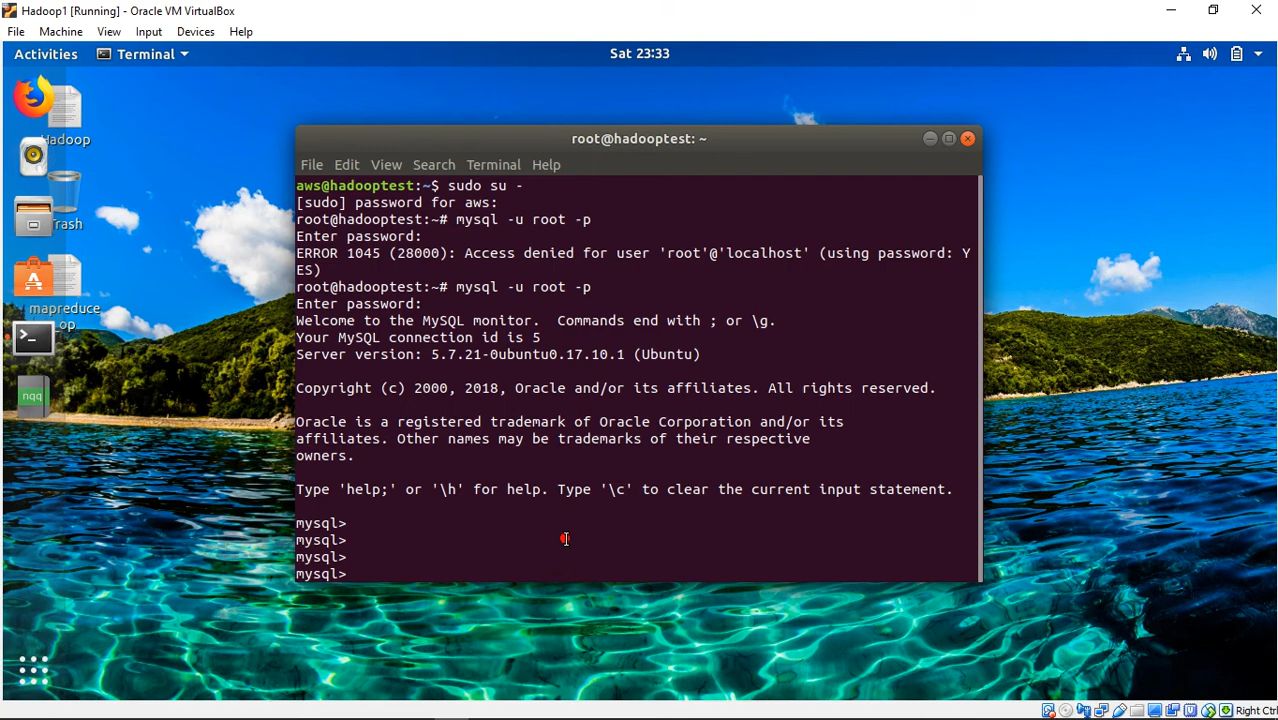 Hadoop1 [Running] - Oracle VM VirtualBox
File Machine View Input Devices Help
Activities Terminal Sat 23:33
Hadoop
Trash
mapreduce
op
nqq
root@hadooptest: ~
File Edit View Search Terminal Help
aws@hadooptest:~$ sudo su -
[sudo] password for aws:
root@hadooptest:~# mysql -u root -p
Enter password:
ERROR 1045 (28000): Access denied for user 'root'@'localhost' (using password: Y
ES)
root@hadooptest:~# mysql -u root -p
Enter password:
Welcome to the MySQL monitor.  Commands end with ; or \g.
Your MySQL connection id is 5
Server version: 5.7.21-0ubuntu0.17.10.1 (Ubuntu)
Copyright (c) 2000, 2018, Oracle and/or its affiliates. All rights reserved.
Oracle is a registered trademark of Oracle Corporation and/or its
affiliates. Other names may be trademarks of their respective
owners.
Type 'help;' or '\h' for help. Type '\c' to clear the current input statement.
mysql>
mysql>
mysql>
mysql>
Right Ctrl